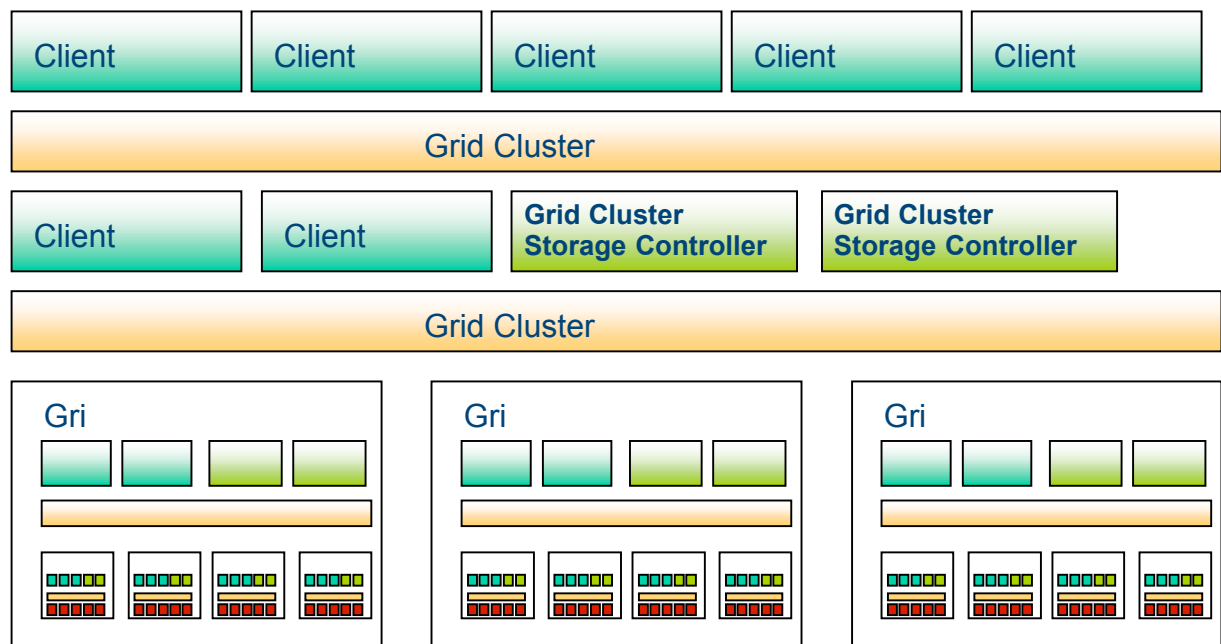 Client
Client
Client
Client
Client
Grid Cluster
Client
Client
Grid Cluster
Storage Controller
Grid Cluster
Storage Controller
Grid Cluster
Gri
Gri
Gri